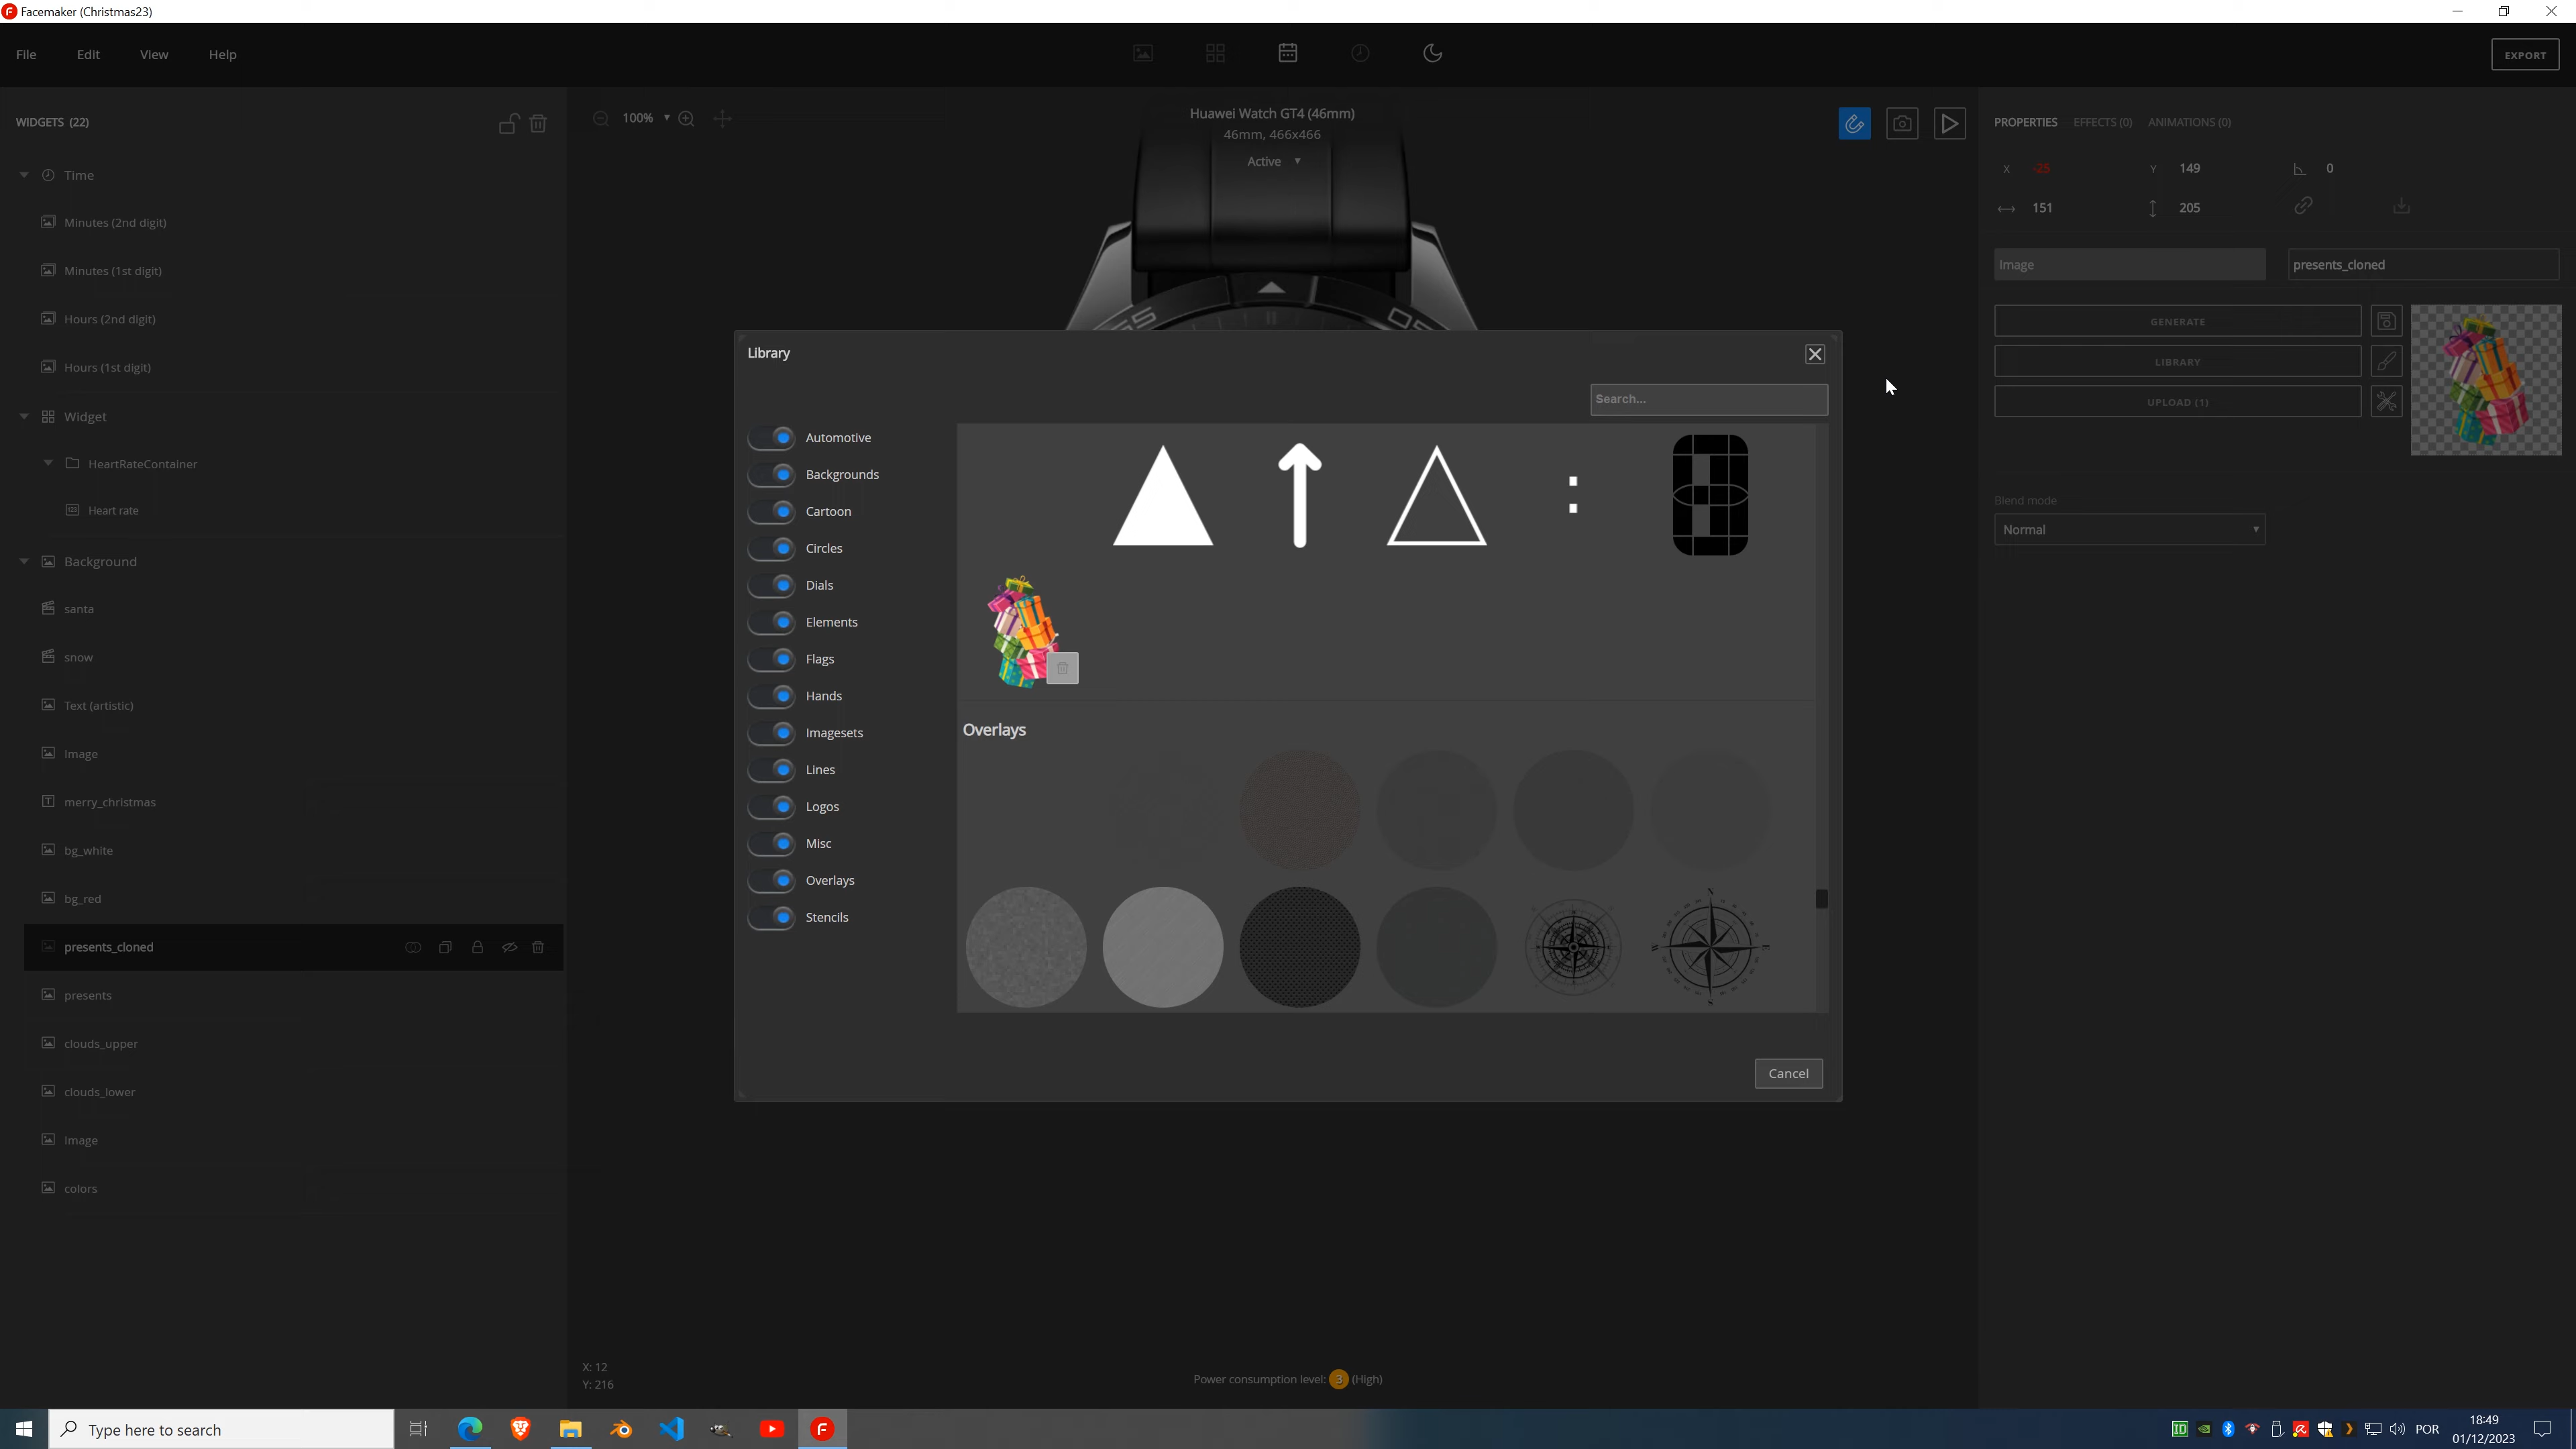 Facemaker (Christmas23)
File Edit View Help
EXPORT
WIDGETS (22)
Time
Minutes (2nd digit)
Minutes (1st digit)
Hours (2nd digit)
Hours (1st digit)
Widget
HeartRateContainer
Heart rate
Background
santa
snow
Text (artistic)
Image
merry_christmas
bg_white
bg_red
presents_cloned
presents
clouds_upper
clouds_lower
Image
colors
100%
Huawei Watch GT4 (46mm)
46mm, 466x466
Active
Library
Search...
Automotive
Backgrounds
Cartoon
Circles
Dials
Elements
Flags
Hands
Imagesets
Lines
Logos
Misc
Overlays
Stencils
:
Overlays
Cancel
X: 12
Y: 216
Power consumption level: 3 (High)
PROPERTIES EFFECTS (0) ANIMATIONS (0)
X -25 Y 149 0
151 205
Image presents_cloned
GENERATE
LIBRARY
UPLOAD (1)
Blend mode
Normal
Type here to search
POR
18:49
01/12/2023